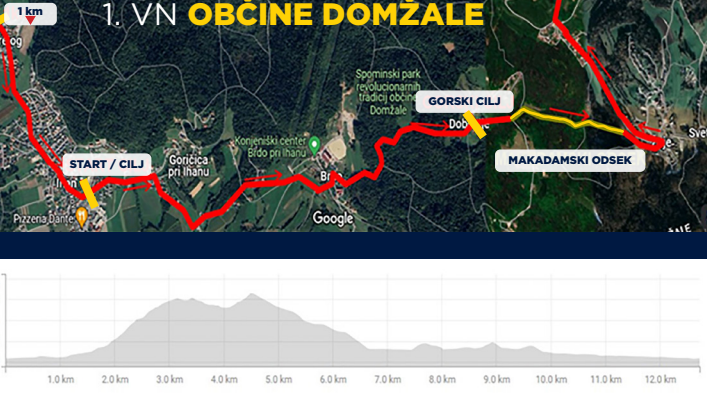 1 km
1. VN OBČINE DOMŽALE
Spominski park
revolucionarnih
tradicij občine
Domžale
GORSKI CILJ
Konjeniški center
Brdo pri Ihanu
MAKADAMSKI ODSEK
START / CILJ
Goričica
pri Ihanu
Pizzeria Dante
Google
1.0 km 2.0 km 3.0 km 4.0 km 5.0 km 6.0 km 7.0 km 8.0 km 9.0 km 10.0 km 11.0 km 12.0 km